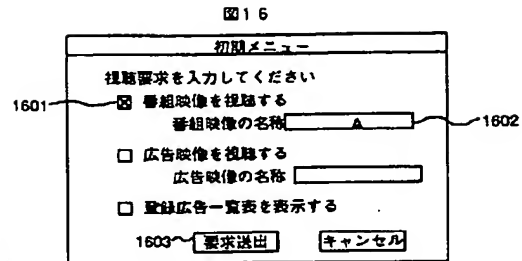 図16
初期メニュー
視聴要求を入力してください
1601 ☒ 番組映像を視聴する
番組映像の名称 A 1602
☐ 広告映像を視聴する
広告映像の名称
☐ 登録広告一覧表を表示する
1603 要求送出 キャンセル